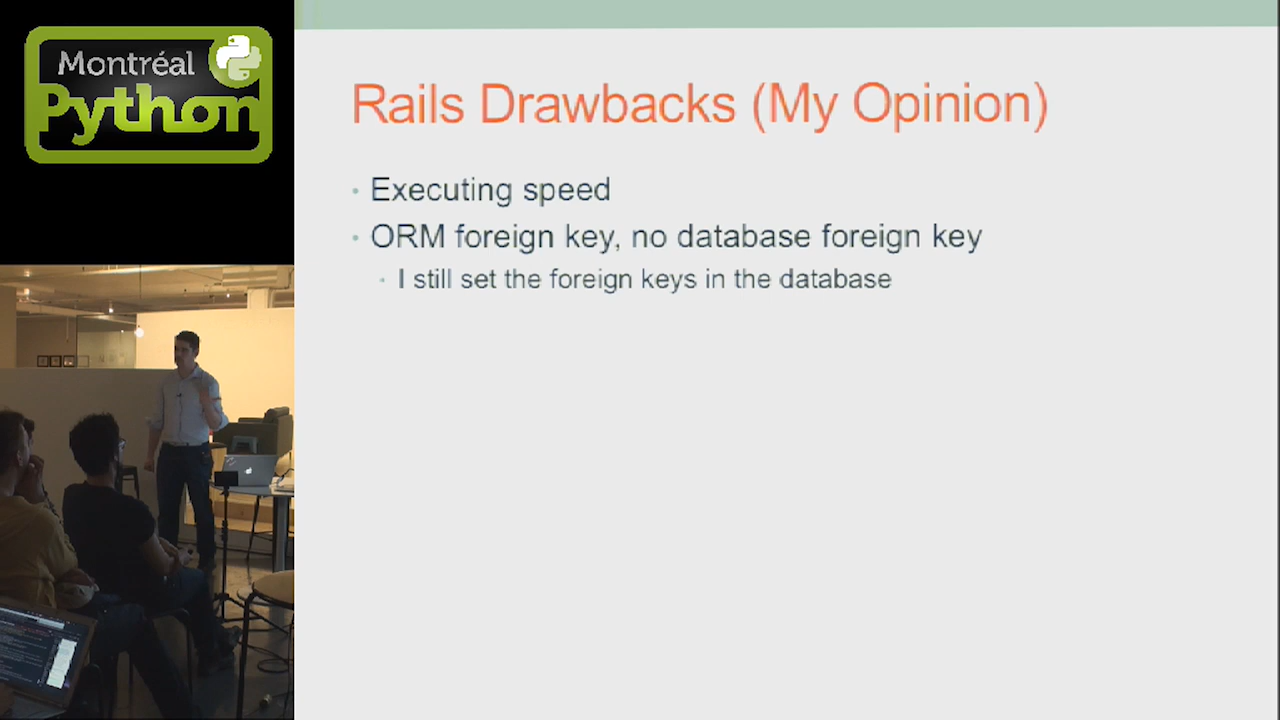 Montréal
Python
Rails Drawbacks (My Opinion)
Executing speed
ORM foreign key, no database foreign key
I still set the foreign keys in the database